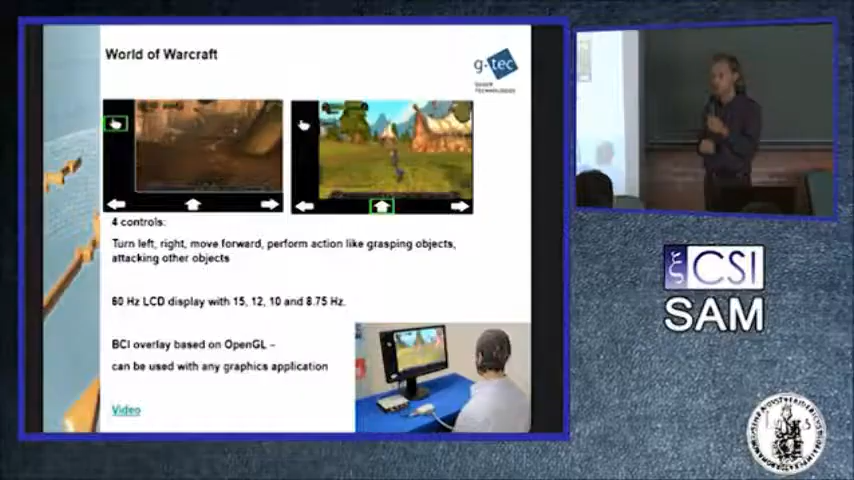 World of Warcraft
g·tec
4 controls:
Turn left, right, move forward, perform action like grasping objects,
attacking other objects
60 Hz LCD display with 15, 12, 10 and 8.75 Hz.
BCI overlay based on OpenGL –
can be used with any graphics application
Video
CSI
SAM